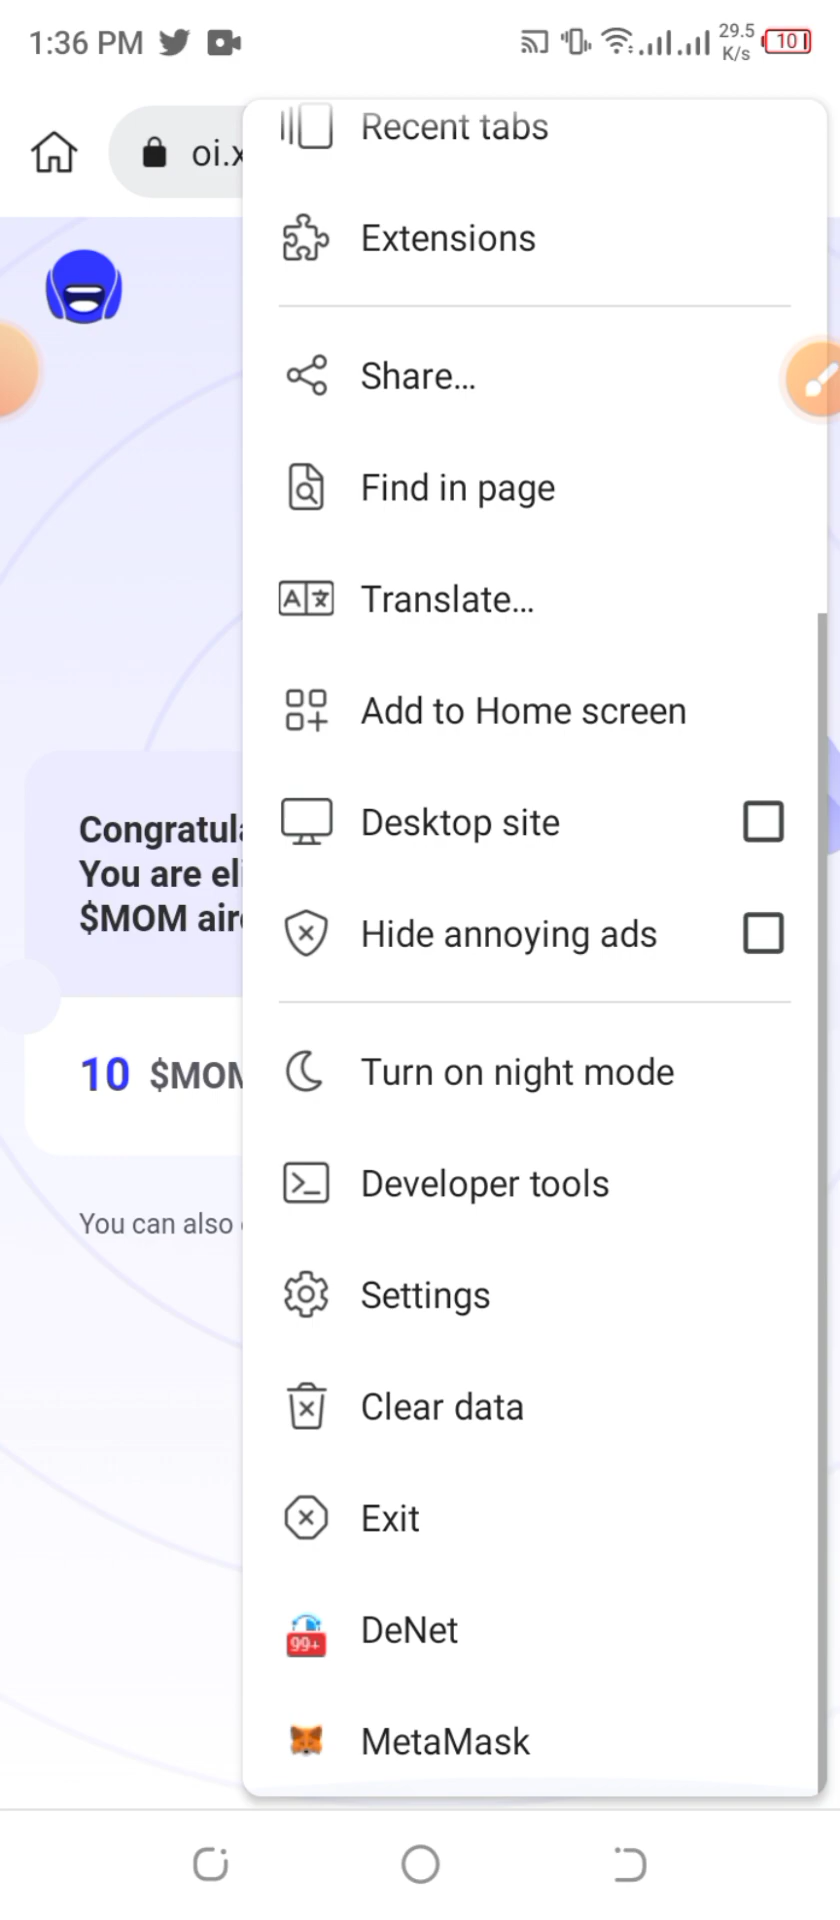 1:36 PM
29.5
K/s
10
oi.x
Recent tabs
Extensions
Share...
Find in page
Translate...
Add to Home screen
Desktop site
Hide annoying ads
Congratul
You are eli
$MOM air
10 $MOM
You can also
Turn on night mode
Developer tools
Settings
Clear data
Exit
99+
DeNet
MetaMask